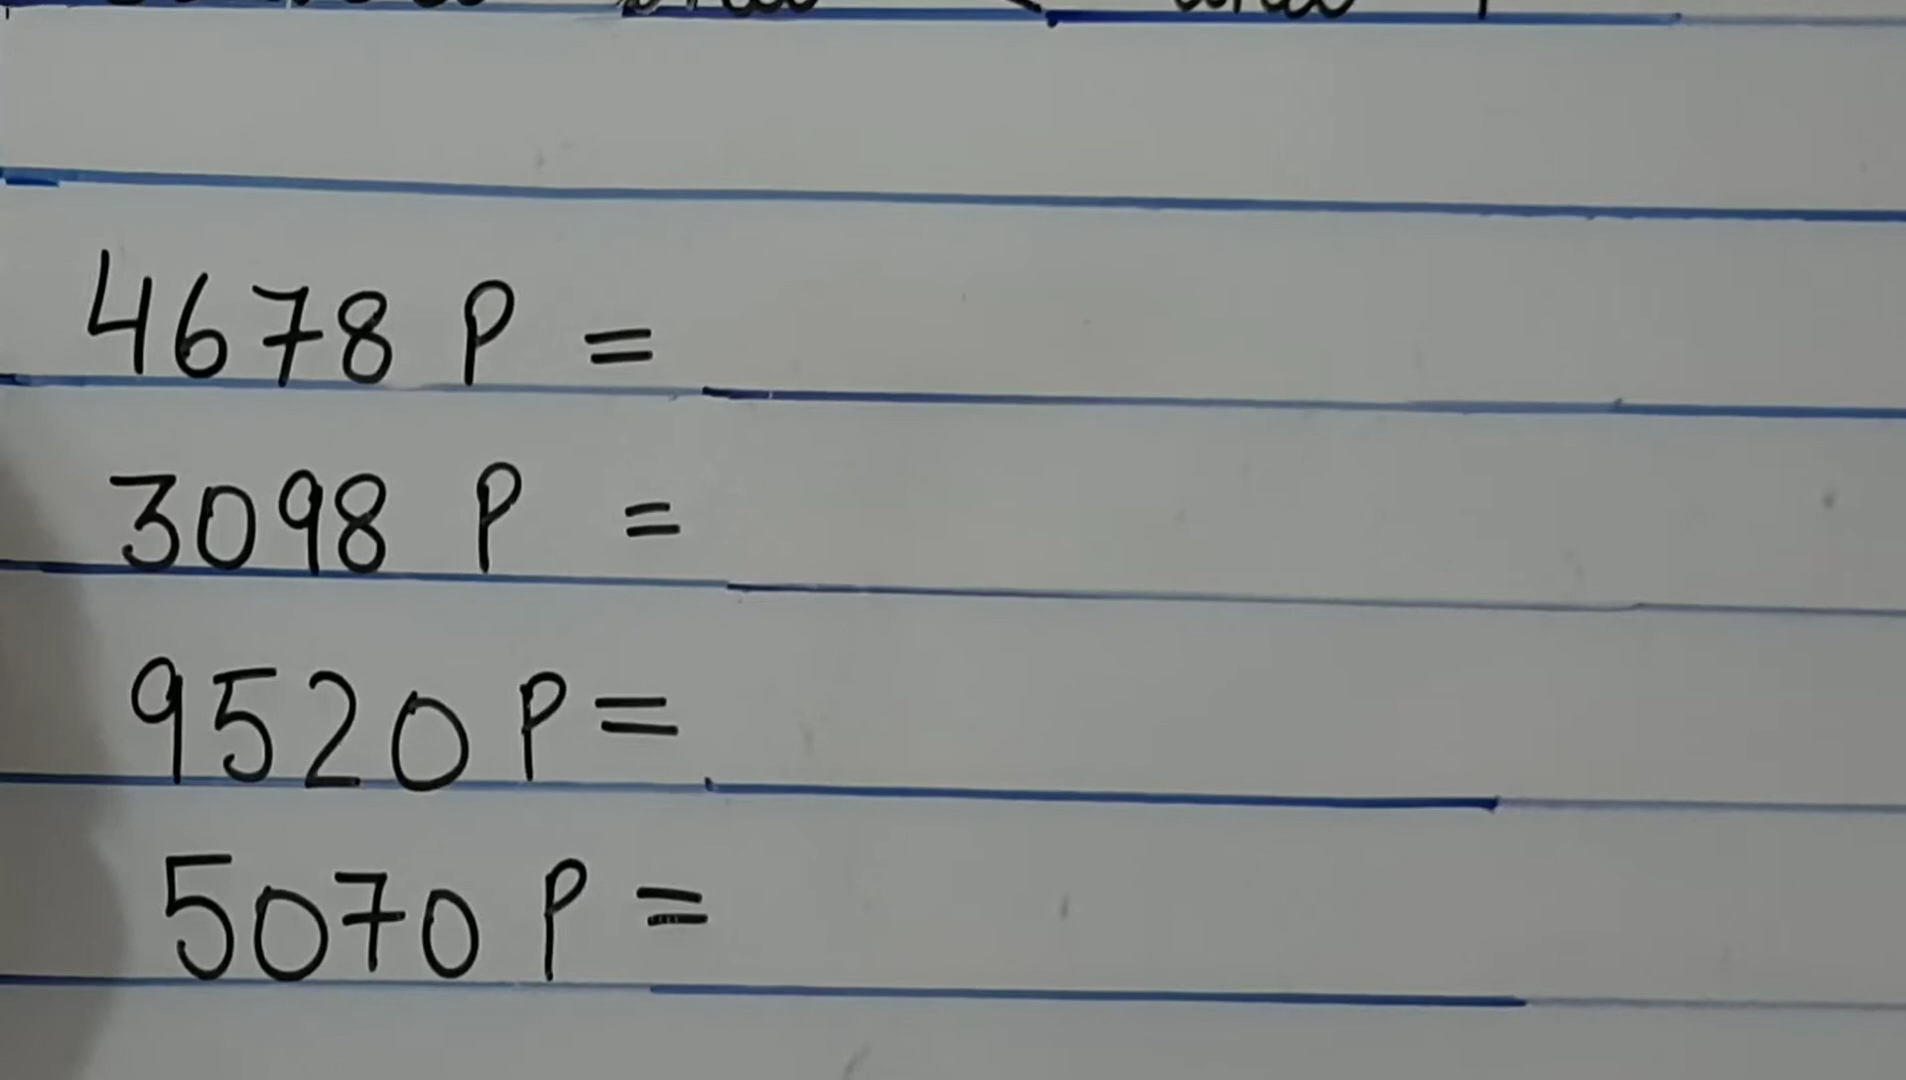 4678 P =
3098 P =
9520 P =
5070 P =